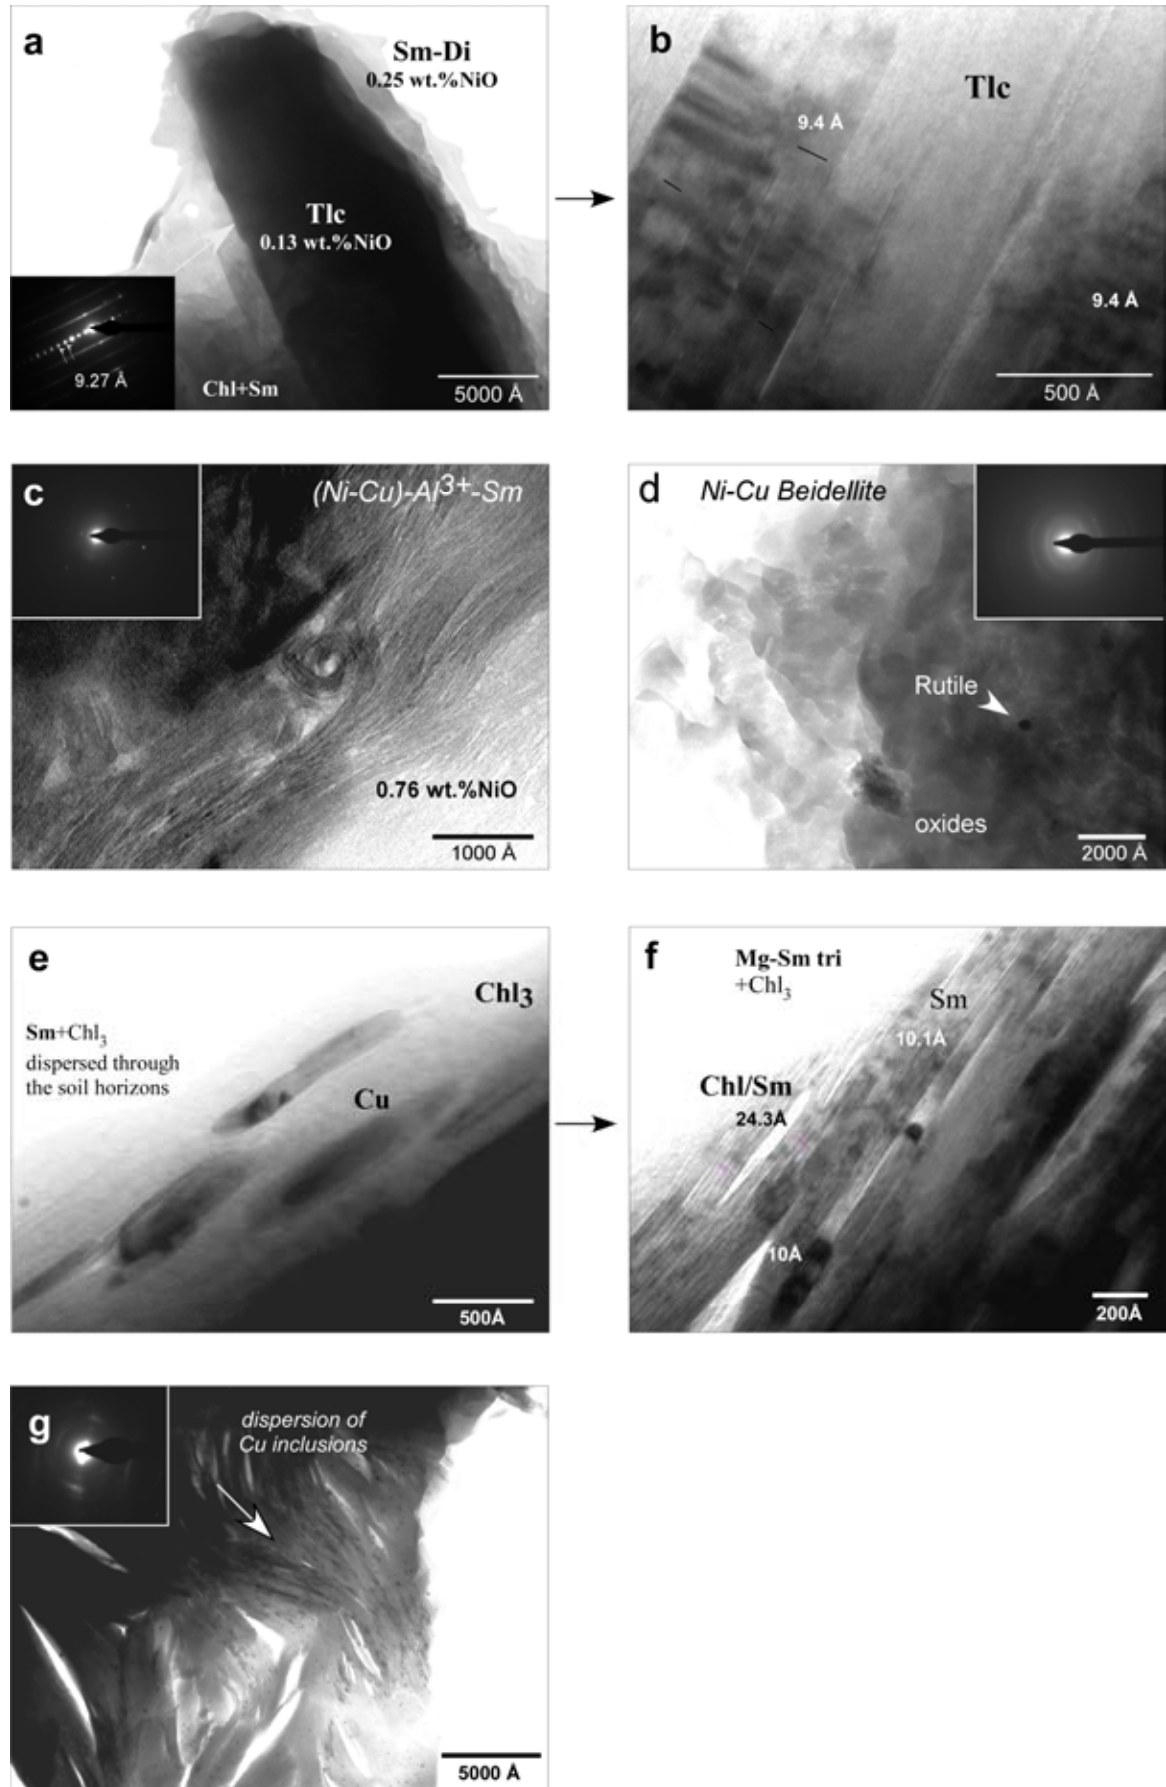 a
Sm-Di
0.25 wt.%NiO
Tlc
0.13 wt.%NiO
9.27 Å
Chl+Sm
5000 Å
b
Tlc
9.4 Å
9.4 Å
500 Å
c
(Ni-Cu)-Al3+-Sm
0.76 wt.%NiO
1000 Å
d
Ni-Cu Beidellite
Rutile
oxides
2000 Å
e
Chl3
Sm+Chl3
dispersed through
the soil horizons
Cu
500Å
f
Mg-Sm tri
+Chl3
Sm
10.1Å
Chl/Sm
24.3Å
10Å
200Å
g
dispersion of
Cu inclusions
5000 Å